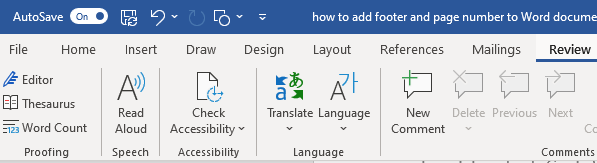 AutoSave On how to add footer and page number to Word docume
File Home Insert Draw Design Layout References Mailings Review
Editor
Thesaurus
Word Count
Read Aloud
Check Accessibility
Translate
Language
New Comment
Delete
Previous
Next
Co
Proofing Speech Accessibility Language Comments